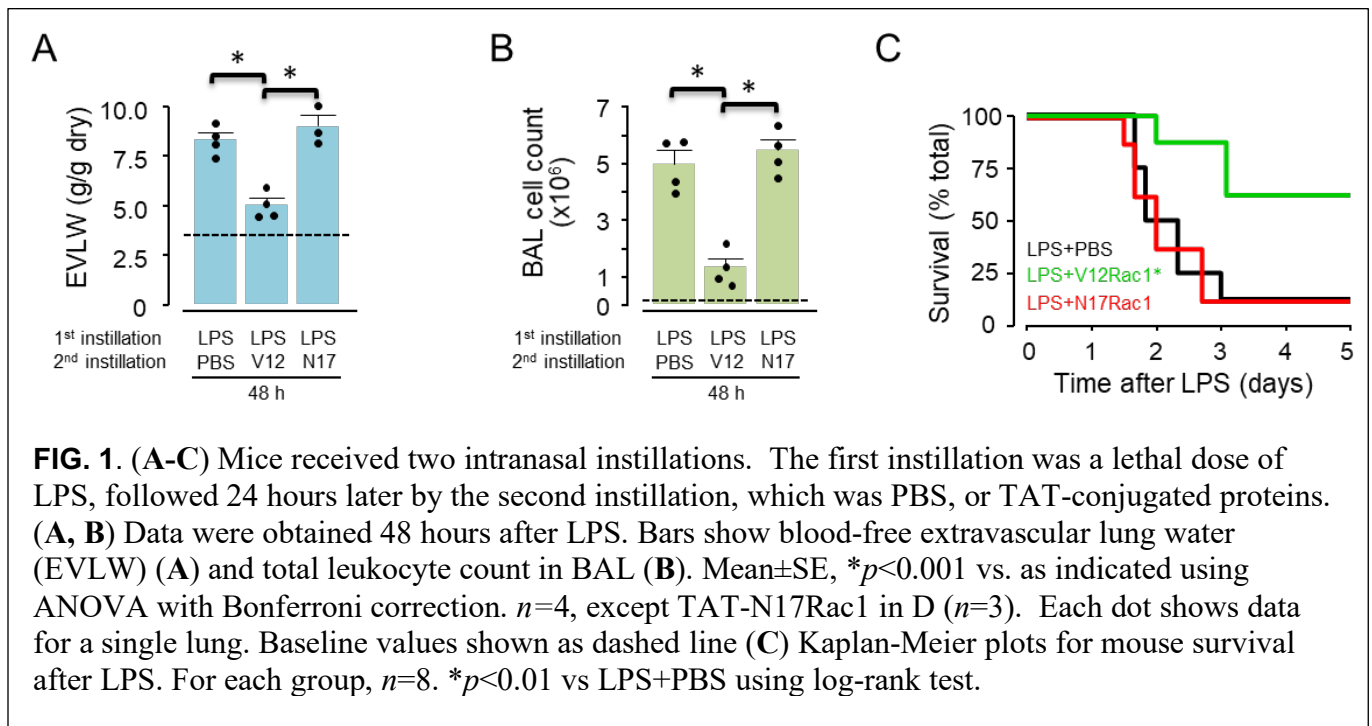 A
*
*
EVLW (g/g dry)
10.0
7.5
5.0
2.5
0
1st instillation LPS LPS LPS
2nd instillation PBS V12 N17
48 h
B
*
*
BAL cell count
(x10⁶)
7
5
3
1
0
1st instillation LPS LPS LPS
2nd instillation PBS V12 N17
48 h
C
Survival (% total)
100
75
50
25
0
LPS+PBS
LPS+V12Rac1*
LPS+N17Rac1
0 1 2 3 4 5
Time after LPS (days)
FIG. 1. (A-C) Mice received two intranasal instillations. The first instillation was a lethal dose of
LPS, followed 24 hours later by the second instillation, which was PBS, or TAT-conjugated proteins.
(A, B) Data were obtained 48 hours after LPS. Bars show blood-free extravascular lung water
(EVLW) (A) and total leukocyte count in BAL (B). Mean±SE, *p<0.001 vs. as indicated using
ANOVA with Bonferroni correction. n=4, except TAT-N17Rac1 in D (n=3). Each dot shows data
for a single lung. Baseline values shown as dashed line (C) Kaplan-Meier plots for mouse survival
after LPS. For each group, n=8. *p<0.01 vs LPS+PBS using log-rank test.